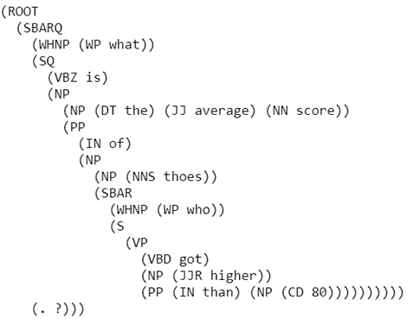 (ROOT
(SBARQ
(WHNP (WP what))
(SQ
(VBZ is)
(NP
(NP (DT the) (JJ average) (NN score))
(PP
(IN of)
(NP
(NP (NNS thoes))
(SBAR
(WHNP (WP who))
(S
(VP
(VBD got)
(NP (JJR higher))
(PP (IN than) (NP (CD 80))))))))))
(. ?)))